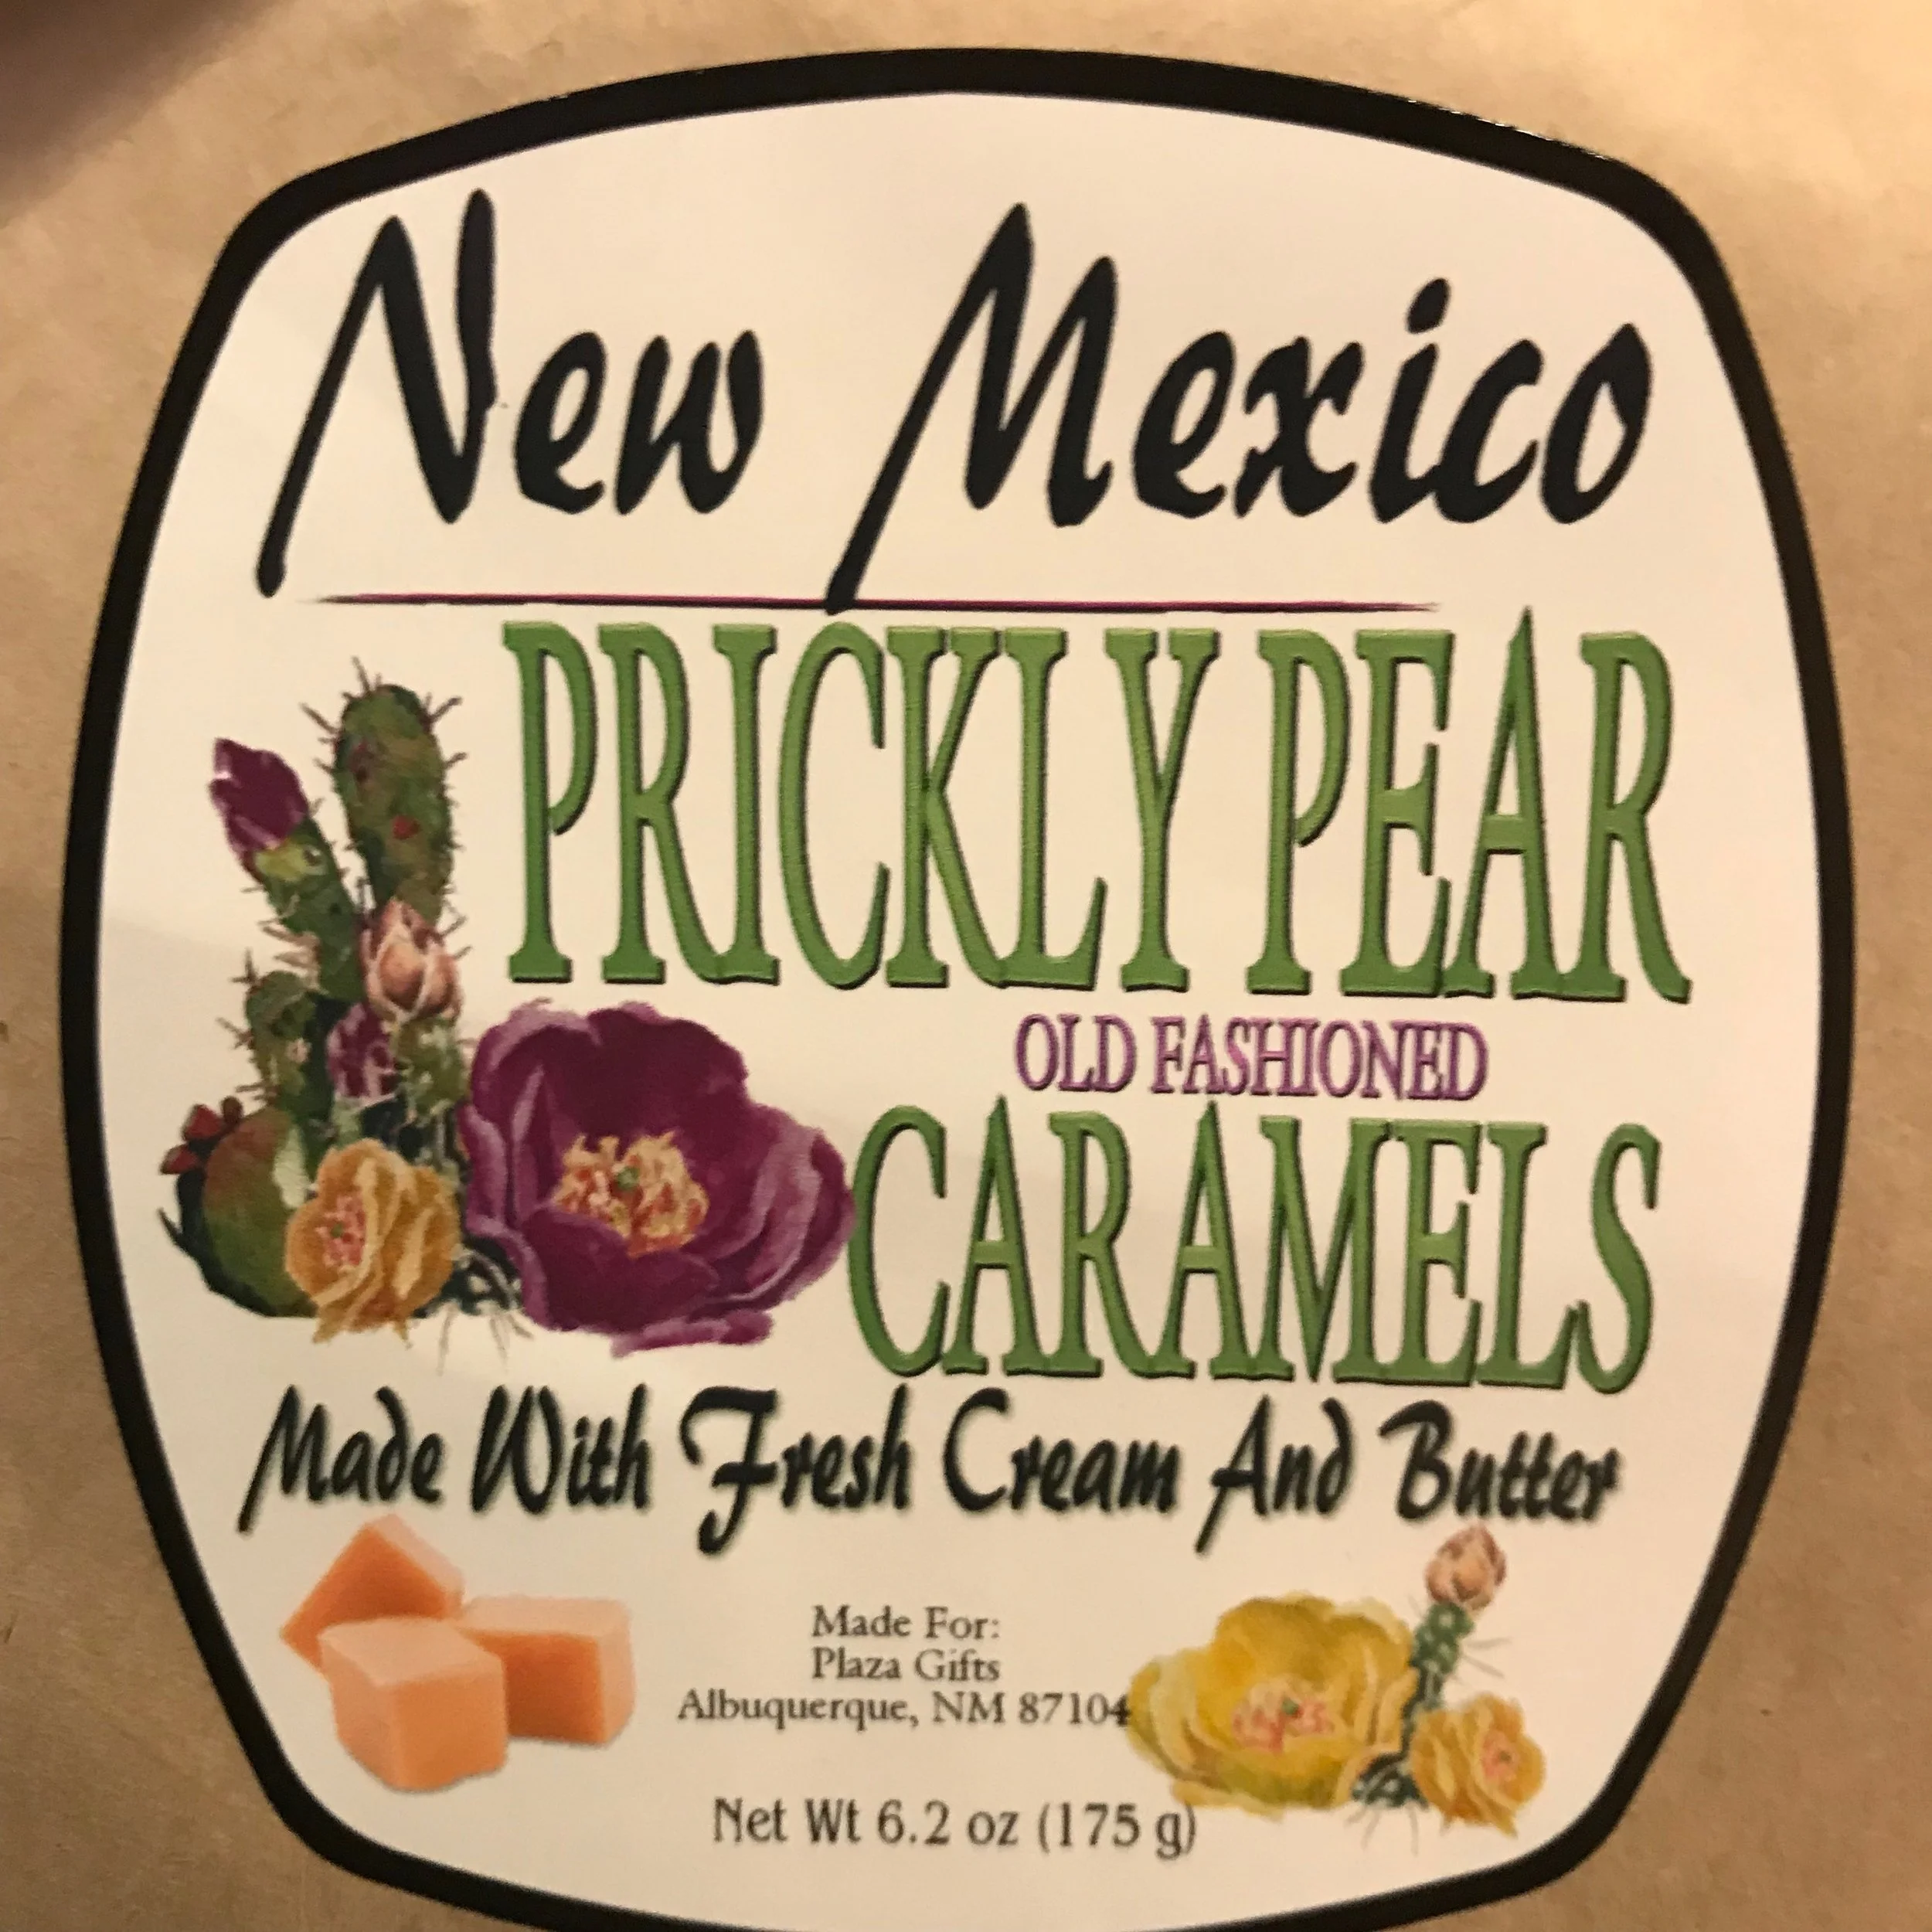 New Mexico
PRICKLY PEAR
OLD FASHIONED
CARAMELS
Made With Fresh Cream And Butter
Made For:
Plaza Gifts
Albuquerque, NM 87104
Net Wt 6.2 oz (175 g)